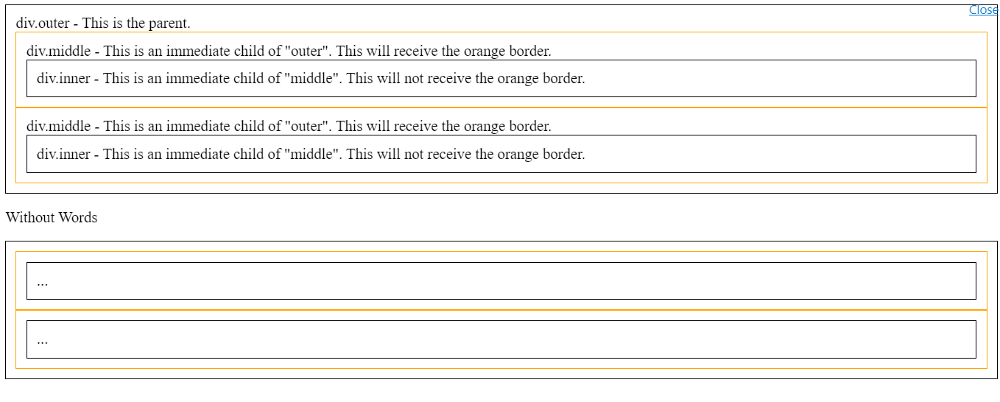 Close
div.outer - This is the parent.
div.middle - This is an immediate child of "outer". This will receive the orange border.
div.inner - This is an immediate child of "middle". This will not receive the orange border.
div.middle - This is an immediate child of "outer". This will receive the orange border.
div.inner - This is an immediate child of "middle". This will not receive the orange border.
Without Words
...
...